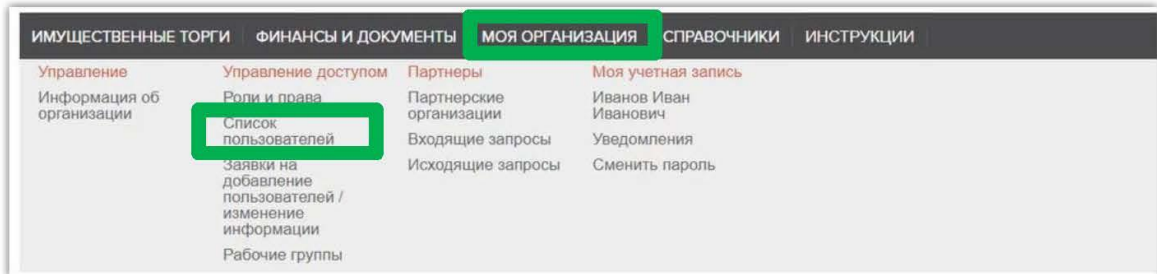 ИМУЩЕСТВЕННЫЕ ТОРГИ ФИНАНСЫ И ДОКУМЕНТЫ МОЯ ОРГАНИЗАЦИЯ СПРАВОЧНИКИ ИНСТРУКЦИИ
Управление
Информация об
организации
Управление доступом
Роли и права
Список
пользователей
Заявки на
добавление
пользователей /
изменение
информации
Рабочие группы
Партнеры
Партнерские
организации
Входящие запросы
Исходящие запросы
Моя учетная запись
Иванов Иван
Иванович
Уведомления
Сменить пароль